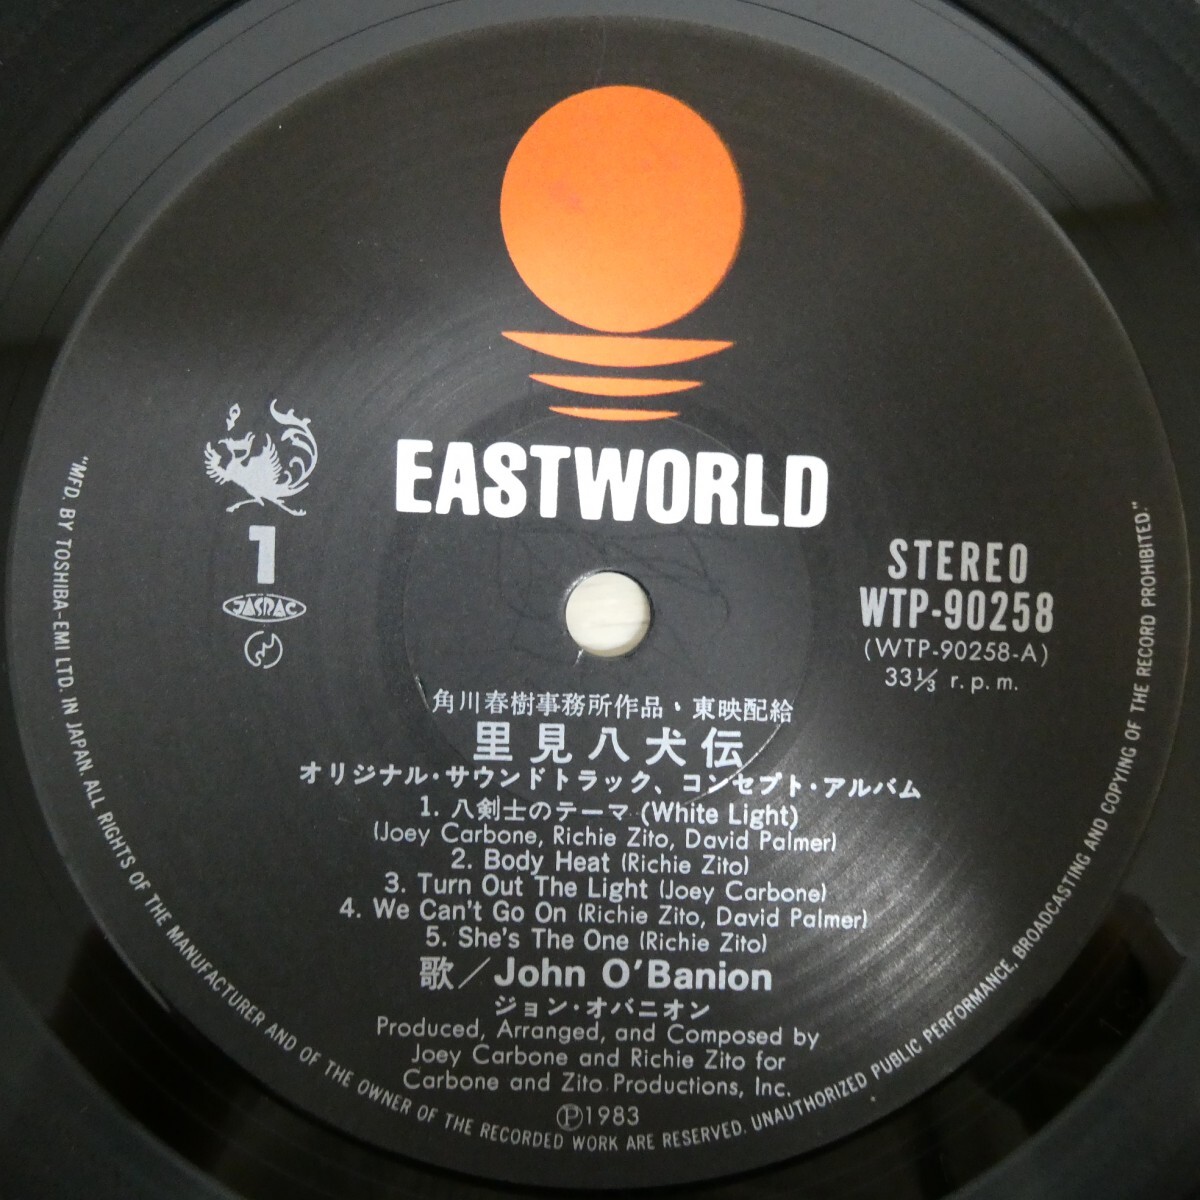 EASTWORLD
1
JASRAC
STEREO
WTP-90258
(WTP-90258-A)
33⅓ r.p.m.
角川春樹事務所作品・東映配給
里見八犬伝
オリジナル・サウンドトラック、コンセプト・アルバム
1. 八剣士のテーマ (White Light)
(Joey Carbone, Richie Zito, David Palmer)
2. Body Heat (Richie Zito)
3. Turn Out The Light (Joey Carbone)
4. We Can't Go On (Richie Zito, David Palmer)
5. She's The One (Richie Zito)
歌／John O'Banion
ジョン・オバニオン
Produced, Arranged, and Composed by
Joey Carbone and Richie Zito for
Carbone and Zito Productions, Inc.
Ⓟ1983
"MFD. BY TOSHIBA-EMI LTD. IN JAPAN. ALL RIGHTS OF THE MANUFACTURER AND OF THE OWNER OF THE RECORDED WORK ARE RESERVED. UNAUTHORIZED PUBLIC PERFORMANCE, BROADCASTING AND COPYING OF THE RECORD PROHIBITED."